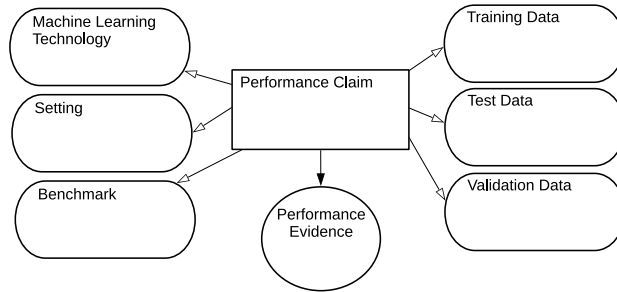 Machine Learning
Technology
Setting
Benchmark
Performance Claim
Performance
Evidence
Training Data
Test Data
Validation Data